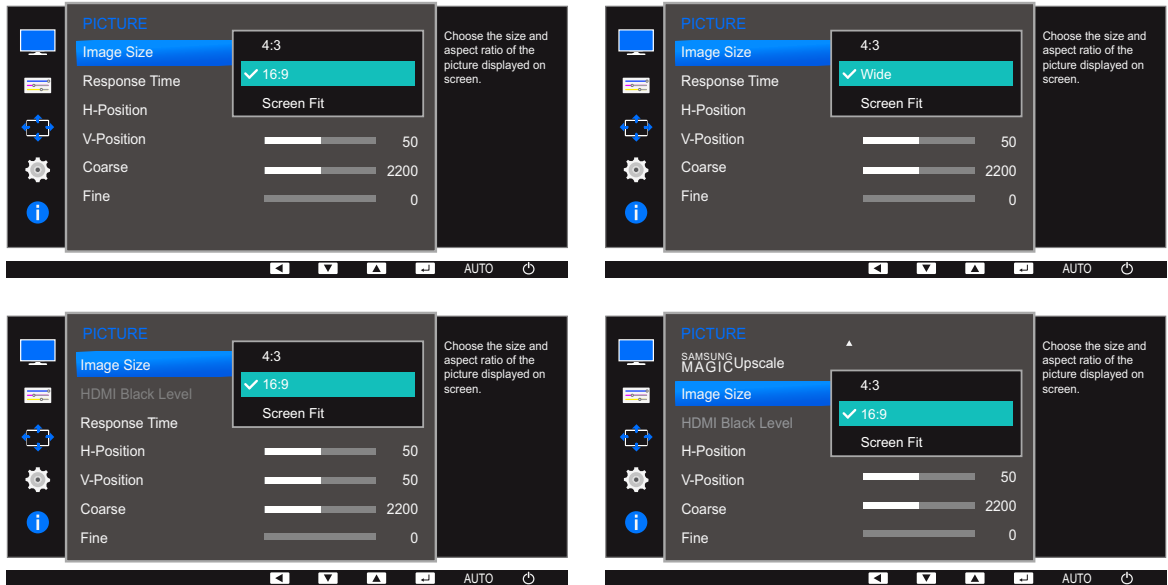 PICTURE
Image Size
Response Time
H-Position
V-Position
Coarse
Fine
4:3
16:9
Screen Fit
50
2200
0
Choose the size and
aspect ratio of the
picture displayed on
screen.
i
AUTO
PICTURE
Image Size
Response Time
H-Position
V-Position
Coarse
Fine
4:3
Wide
Screen Fit
50
2200
0
Choose the size and
aspect ratio of the
picture displayed on
screen.
i
AUTO
PICTURE
Image Size
HDMI Black Level
Response Time
H-Position
V-Position
Coarse
Fine
4:3
16:9
Screen Fit
50
50
2200
0
Choose the size and
aspect ratio of the
picture displayed on
screen.
i
AUTO
PICTURE
SAMSUNG
MAGICUpscale
Image Size
HDMI Black Level
H-Position
V-Position
Coarse
Fine
4:3
16:9
Screen Fit
50
2200
0
Choose the size and
aspect ratio of the
picture displayed on
screen.
i
AUTO